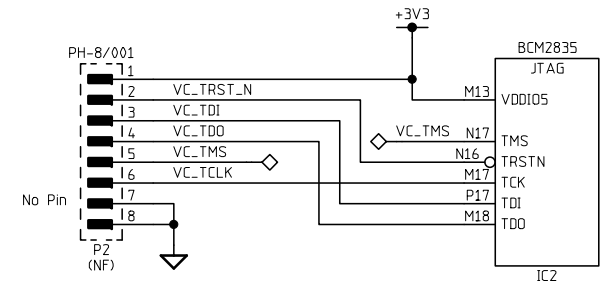 +3V3
PH-8/001
BCM2835
JTAG
1
2 VC_TRST_N
3 VC_TDI
4 VC_TDO
5 VC_TMS
6 VC_TCLK
No Pin 7
8
P2
(NF)
M13 VDDIO5
VC_TMS N17 TMS
N16 TRSTN
M17 TCK
P17 TDI
M18 TDO
IC2